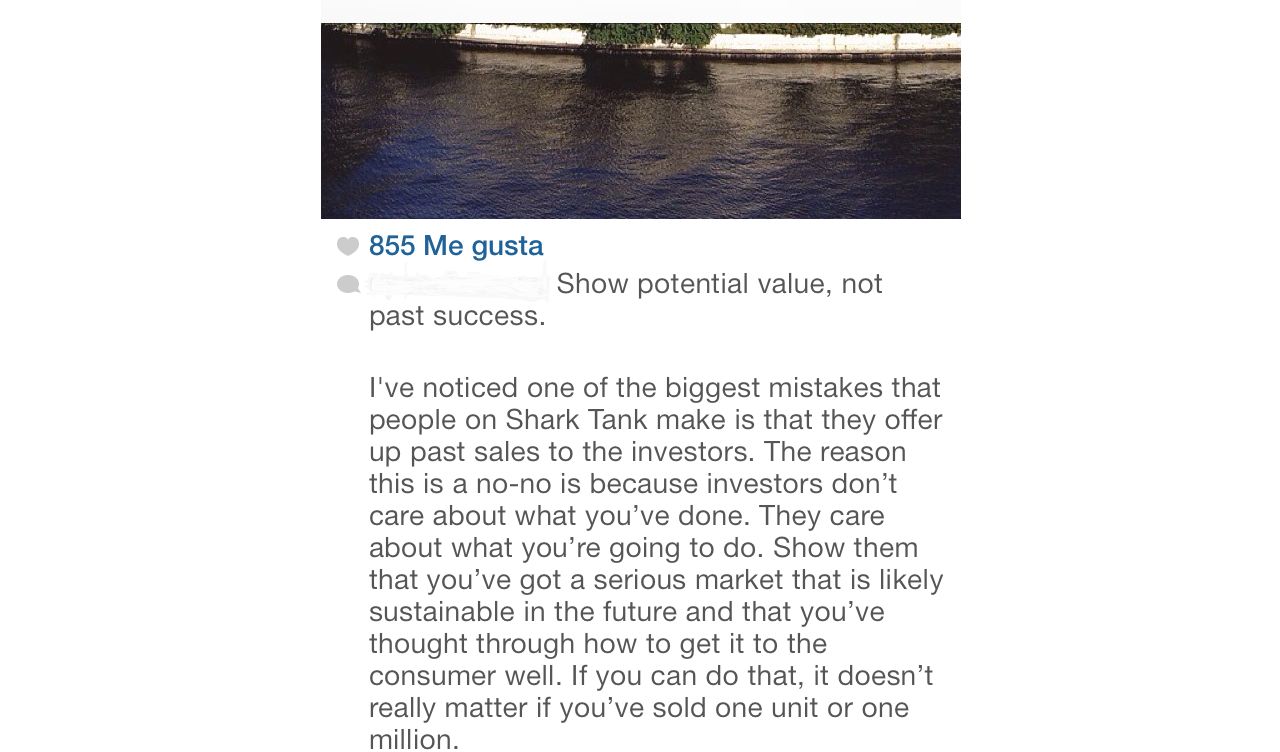 855 Me gusta
Show potential value, not
past success.
I've noticed one of the biggest mistakes that
people on Shark Tank make is that they offer
up past sales to the investors. The reason
this is a no-no is because investors don’t
care about what you’ve done. They care
about what you’re going to do. Show them
that you’ve got a serious market that is likely
sustainable in the future and that you’ve
thought through how to get it to the
consumer well. If you can do that, it doesn’t
really matter if you’ve sold one unit or one
million.